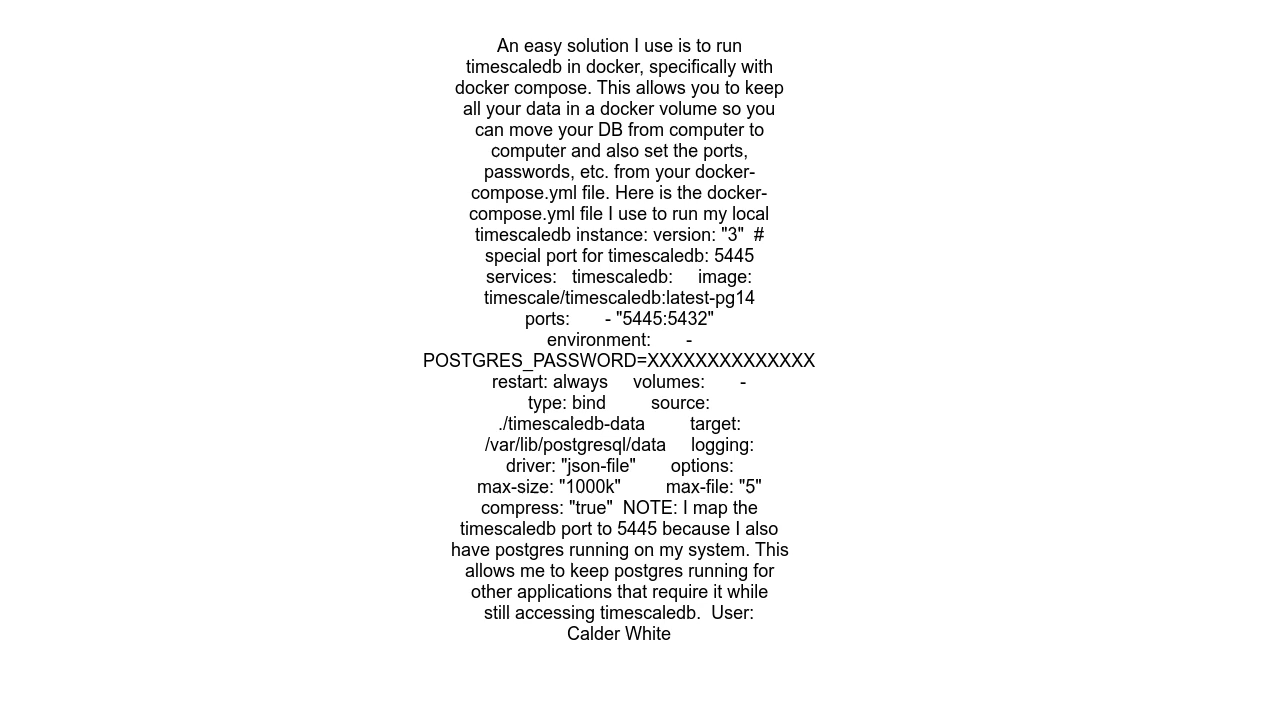 An easy solution I use is to run
timescaledb in docker, specifically with
docker compose. This allows you to keep
all your data in a docker volume so you
can move your DB from computer to
computer and also set the ports,
passwords, etc. from your docker-
compose.yml file. Here is the docker-
compose.yml file I use to run my local
timescaledb instance: version: "3"  #
special port for timescaledb: 5445
services:   timescaledb:     image:
timescale/timescaledb:latest-pg14
ports:       - "5445:5432"
environment:       -
POSTGRES_PASSWORD=XXXXXXXXXXXXXX
restart: always     volumes:       -
type: bind         source:
./timescaledb-data         target:
/var/lib/postgresql/data     logging:
driver: "json-file"       options:
max-size: "1000k"         max-file: "5"
compress: "true"  NOTE: I map the
timescaledb port to 5445 because I also
have postgres running on my system. This
allows me to keep postgres running for
other applications that require it while
still accessing timescaledb.  User:
Calder White